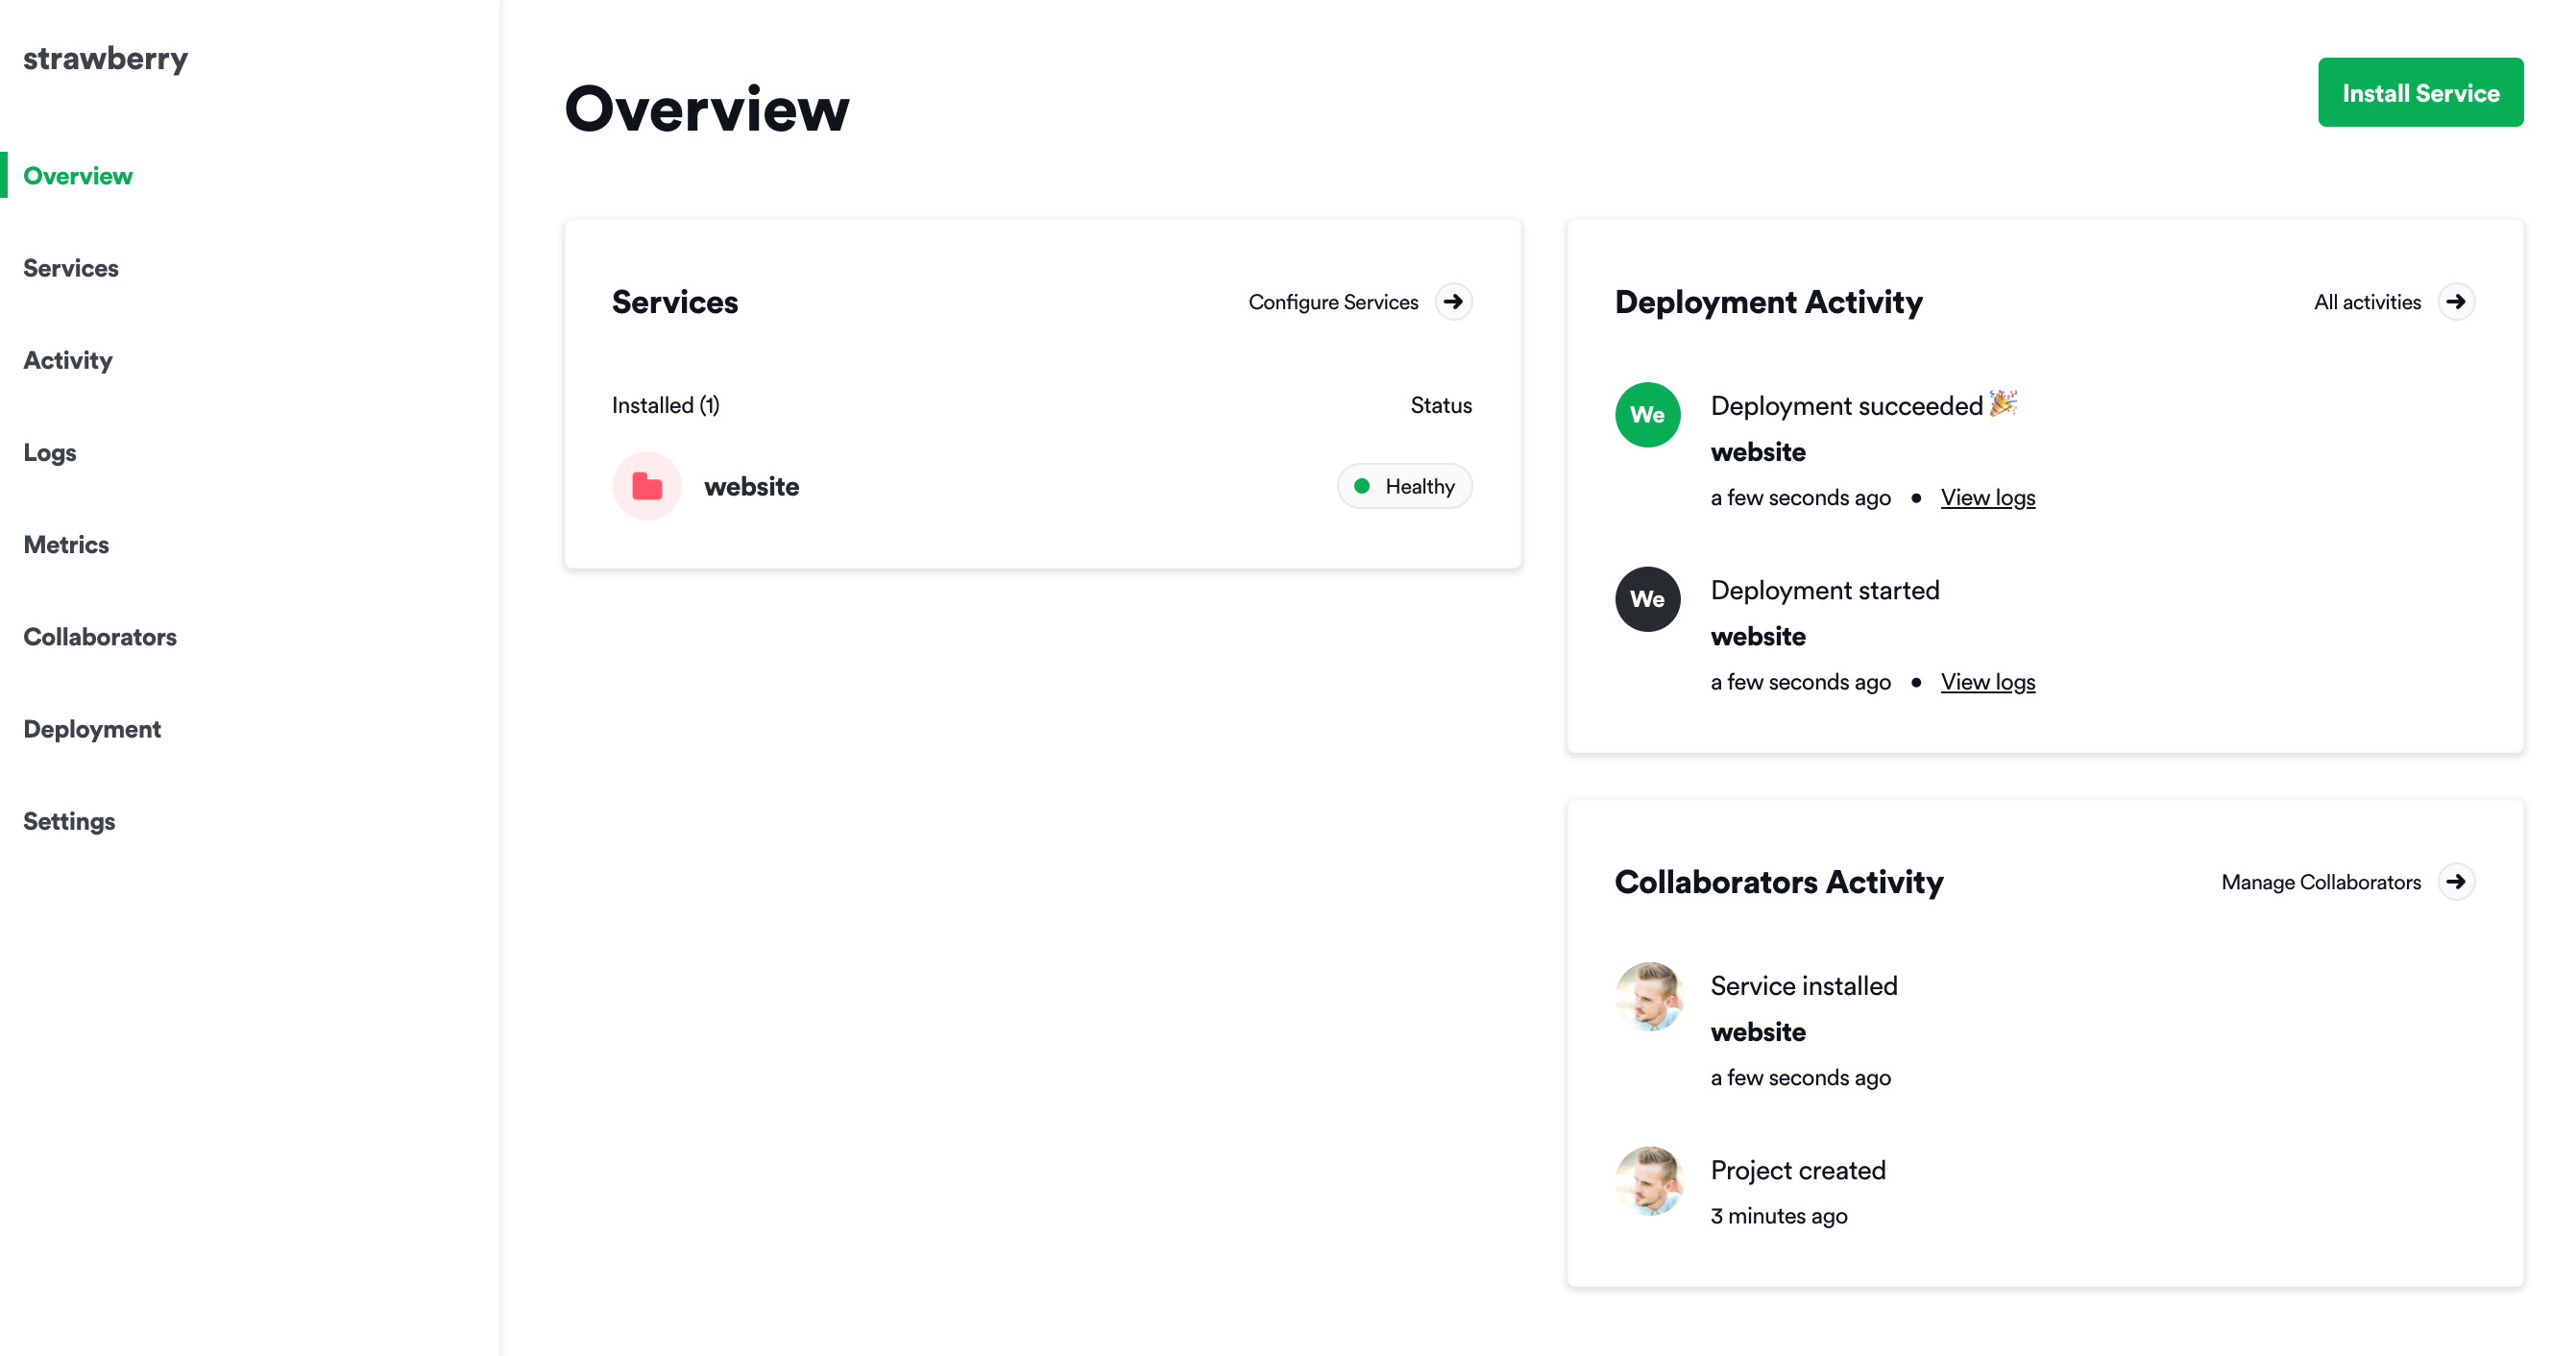 strawberry
Overview
Services
Activity
Logs
Metrics
Collaborators
Deployment
Settings
Overview
Install Service
Services
Configure Services
Installed (1)
Status
website
Healthy
Deployment Activity
All activities
We
Deployment succeeded 🎉
website
a few seconds ago • View logs
We
Deployment started
website
a few seconds ago • View logs
Collaborators Activity
Manage Collaborators
Service installed
website
a few seconds ago
Project created
3 minutes ago